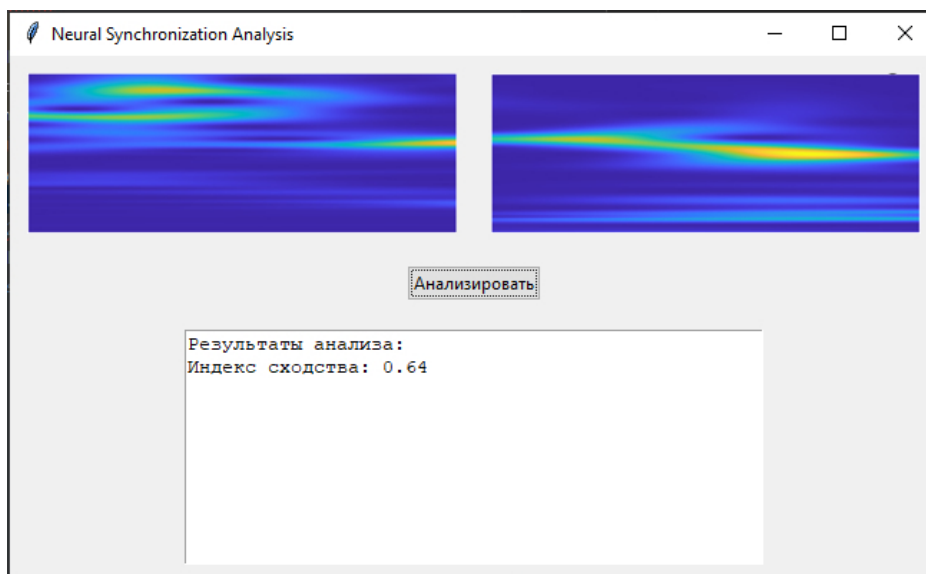 Neural Synchronization Analysis
Анализировать
Результаты анализа:
Индекс сходства: 0.64